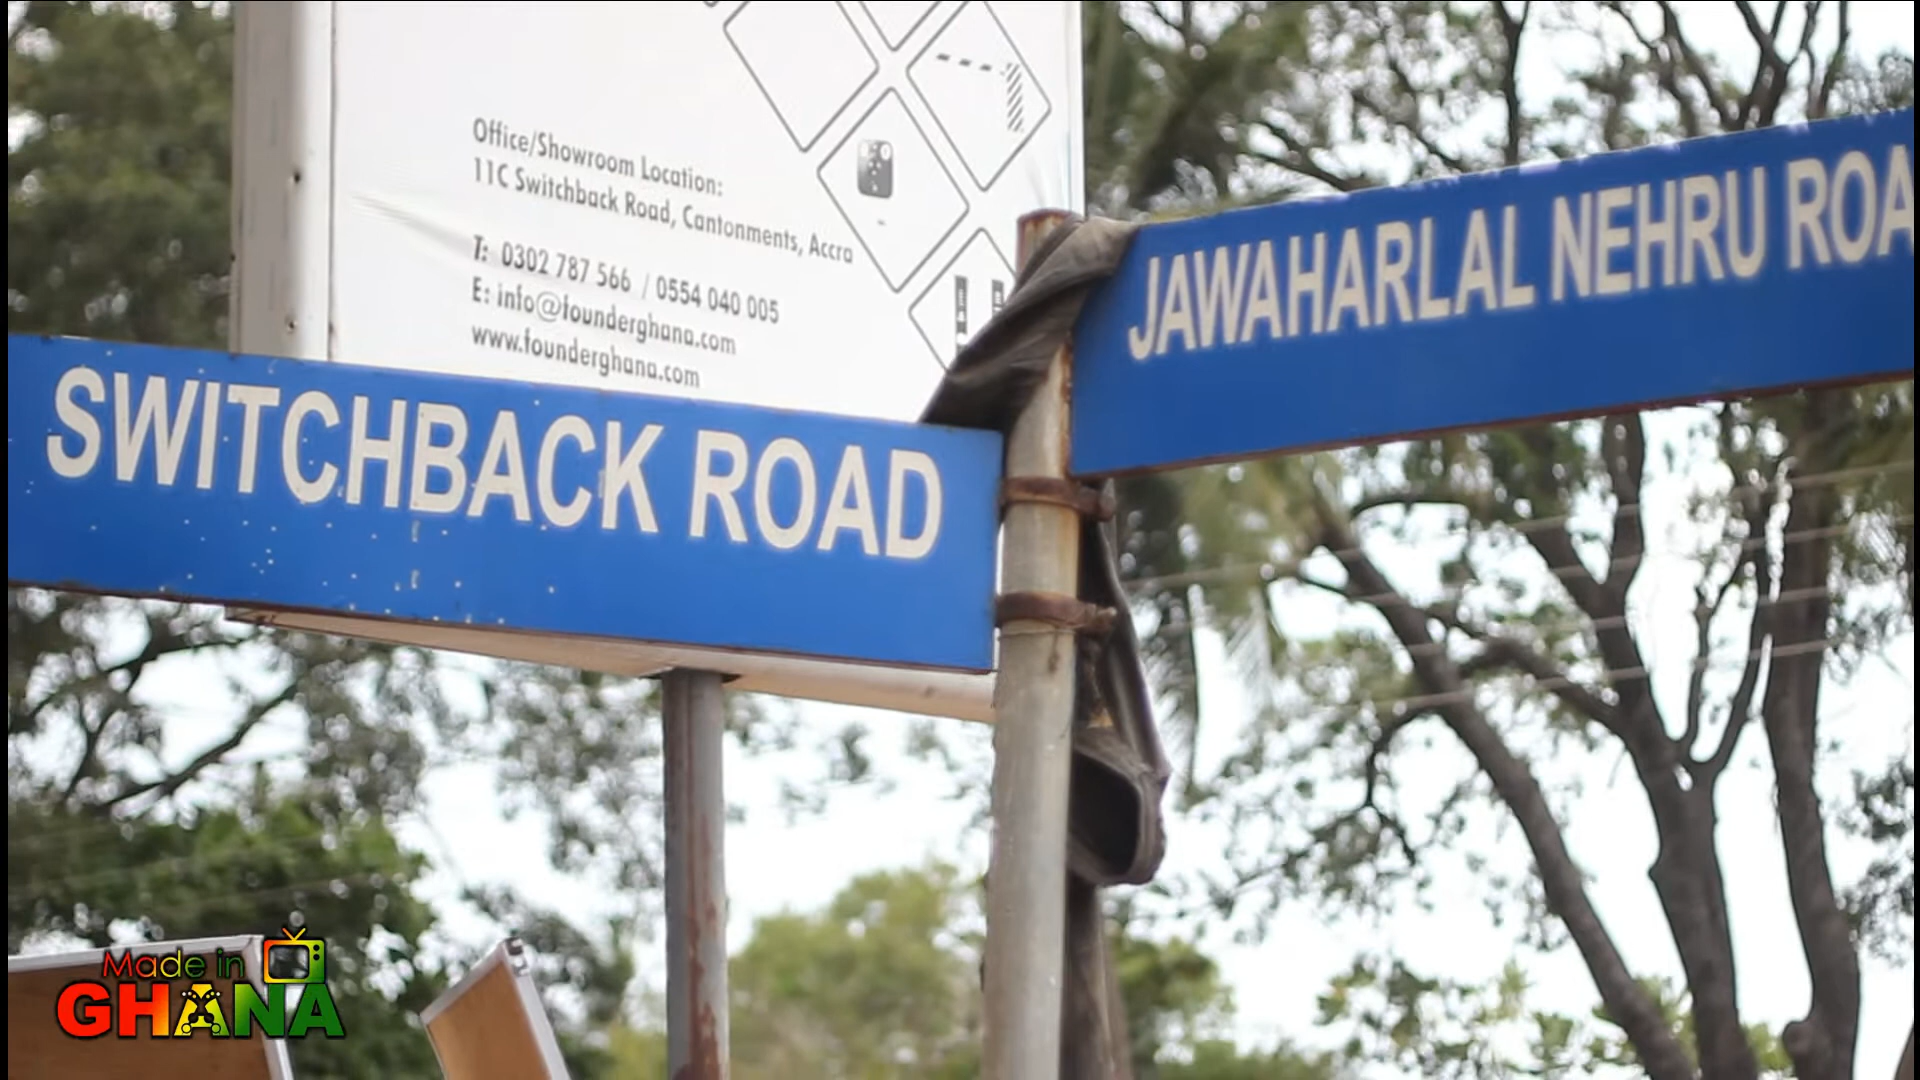 Office/Showroom Location:
11C Switchback Road, Cantonments, Accra
T: 0302 787 566 / 0554 040 005
E: info@founderghana.com
www.founderghana.com
SWITCHBACK ROAD
JAWAHARLAL NEHRU ROA
Made in
GHANA